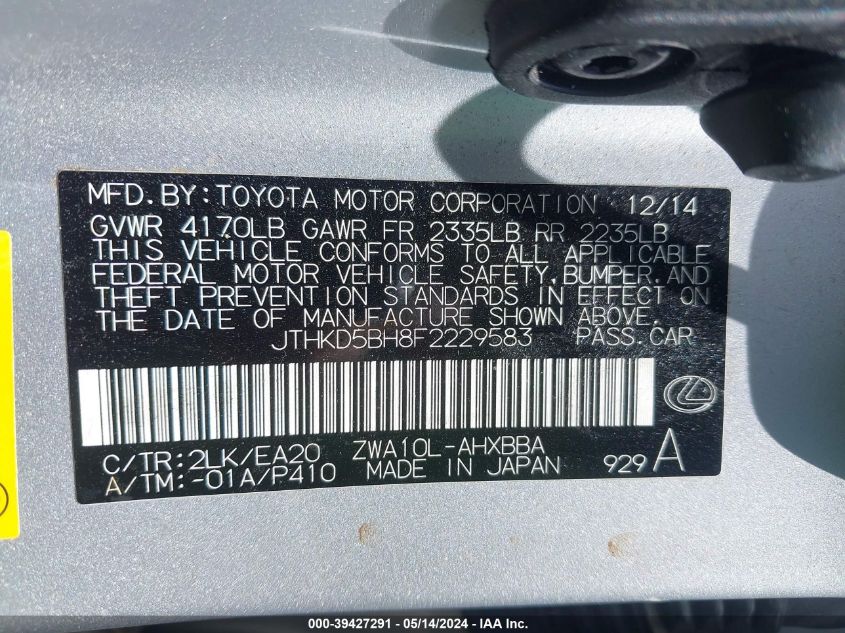 MFD. BY: TOYOTA MOTOR CORPORATION 12/14
GVWR 4170LB GAWR FR 2335LB RR 2235LB
THIS VEHICLE CONFORMS TO ALL APPLICABLE
FEDERAL MOTOR VEHICLE SAFETY, BUMPER, AND
THEFT PREVENTION STANDARDS IN EFFECT ON
THE DATE OF MANUFACTURE SHOWN ABOVE.
JTHKD5BH8F2229583 PASS. CAR
C/TR: 2LK/EA20 ZWA10L-AHXBBA
A/TM: -01A/P410 MADE IN JAPAN 929 A
000-39427291 - 05/14/2024 - IAA Inc.